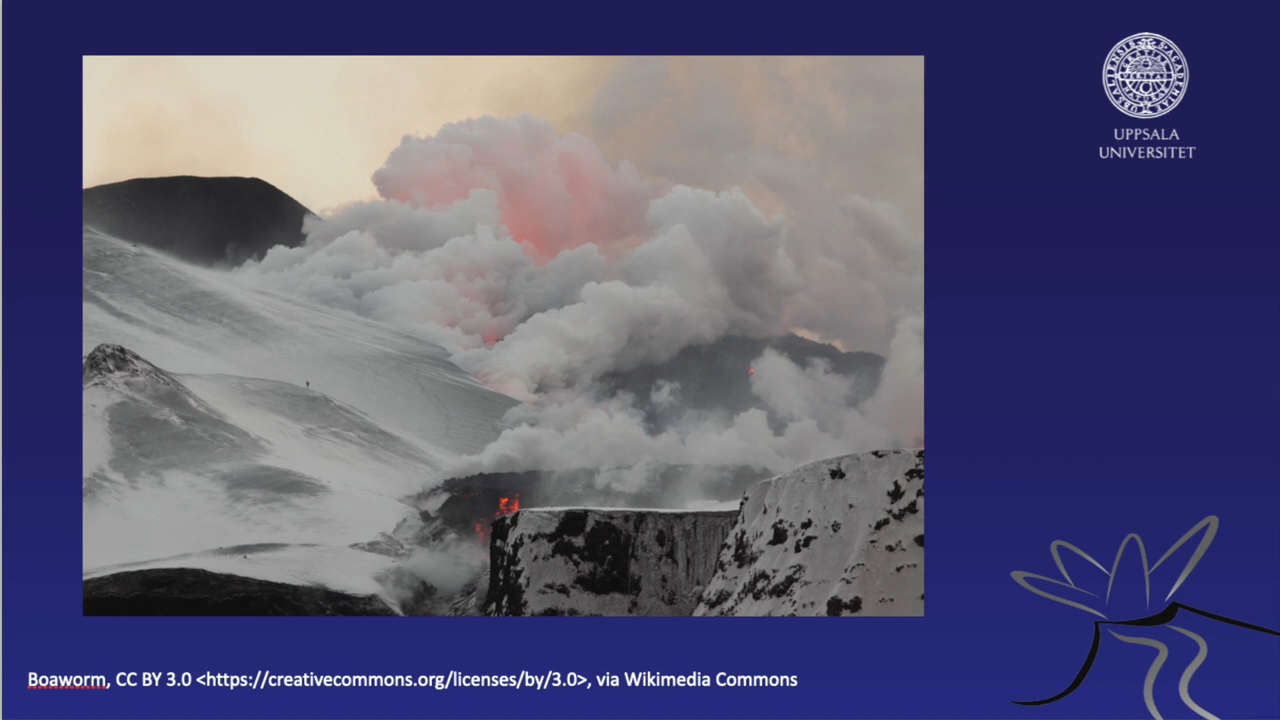 UPPSALA
UNIVERSITET
Boaworm, CC BY 3.0 <https://creativecommons.org/licenses/by/3.0>, via Wikimedia Commons